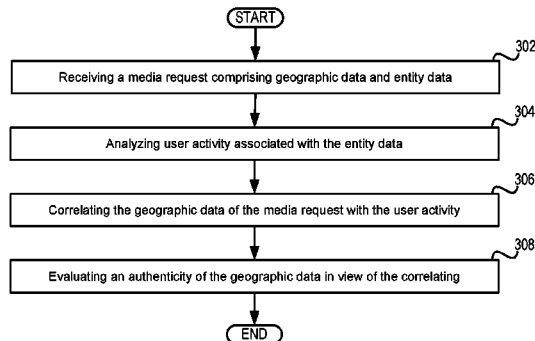 START
302
Receiving a media request comprising geographic data and entity data
304
Analyzing user activity associated with the entity data
306
Correlating the geographic data of the media request with the user activity
308
Evaluating an authenticity of the geographic data in view of the correlating
END